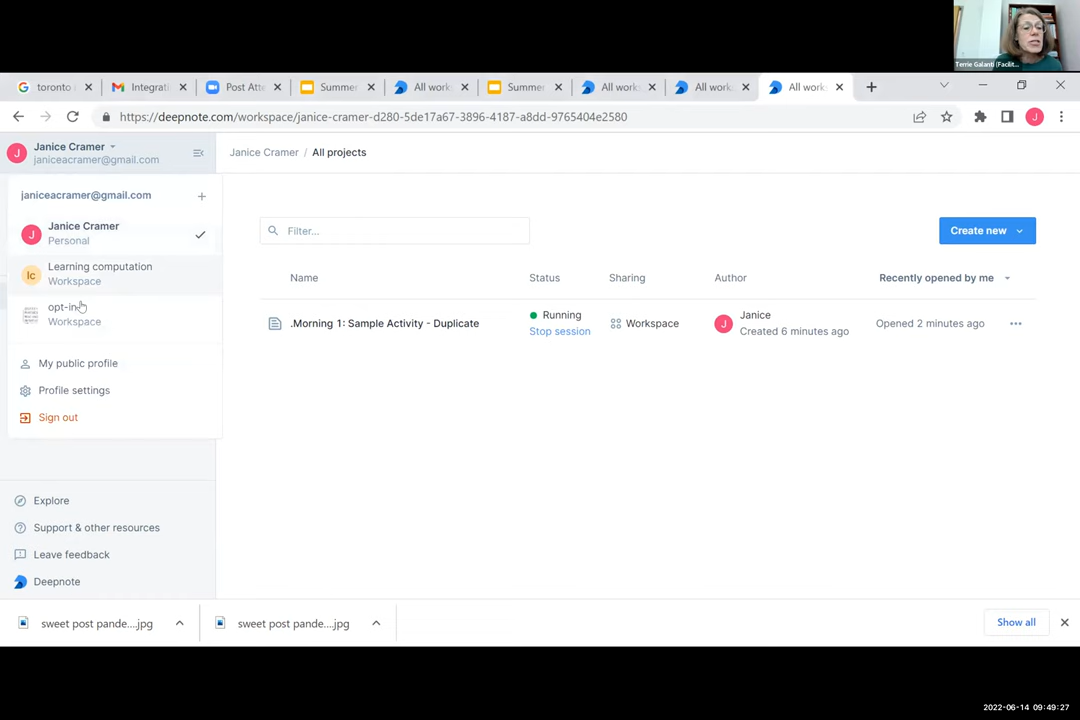 Terrie Galanti (Facilit...
toronto
Integrati
Post Atte
Summer
All work
Summer
All work
All work
All work
https://deepnote.com/workspace/janice-cramer-d280-5de17a67-3896-4187-a8dd-9765404e2580
Janice Cramer
janiceacramer@gmail.com
Janice Cramer / All projects
janiceacramer@gmail.com
J
Janice Cramer
Personal
lc
Learning computation
Workspace
opt-in
Workspace
My public profile
Profile settings
Sign out
Explore
Support & other resources
Leave feedback
Deepnote
Filter...
Create new
Name Status Sharing Author Recently opened by me
.Morning 1: Sample Activity - Duplicate
Running
Stop session
Workspace
J
Janice
Created 6 minutes ago
Opened 2 minutes ago
sweet post pande....jpg
sweet post pande....jpg
Show all
2022-06-14 09:49:27